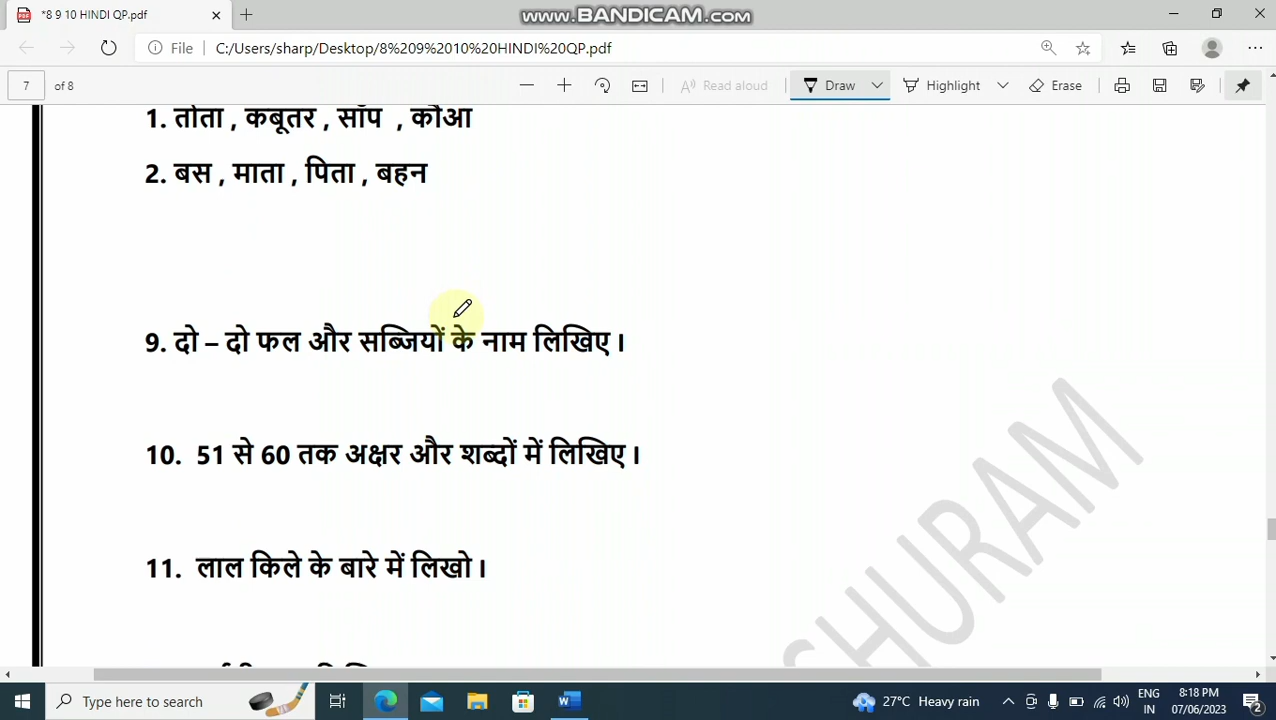 *8 9 10 HINDI QP.pdf
www.BANDICAM.com
File C:/Users/sharp/Desktop/8%209%2010%20HINDI%20QP.pdf
7 of 8 Read aloud Draw Highlight Erase
1. तोता , कबूतर , साँप , कौआ
2. बस , माता , पिता , बहन
9. दो – दो फल और सब्जियों के नाम लिखिए ।
10. 51 से 60 तक अक्षर और शब्दों में लिखिए ।
11. लाल किले के बारे में लिखो ।
SHURAM
Type here to search 27°C Heavy rain ENG IN 8:18 PM 07/06/2023 2